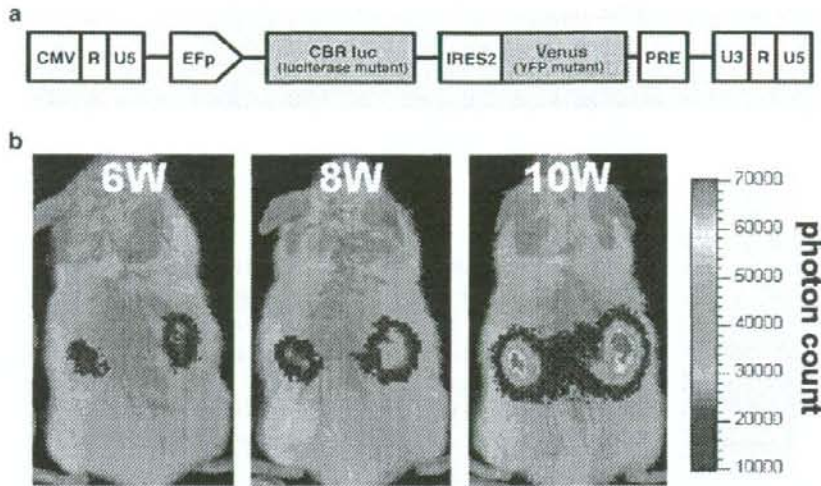 a
CMV R U5 EFp CBR luc (luciferase mutant) IRES2 Venus (YFP mutant) PRE U3 R U5
b
6W 8W 10W
70000
60000
50000
40000
30000
20000
10000
photon count